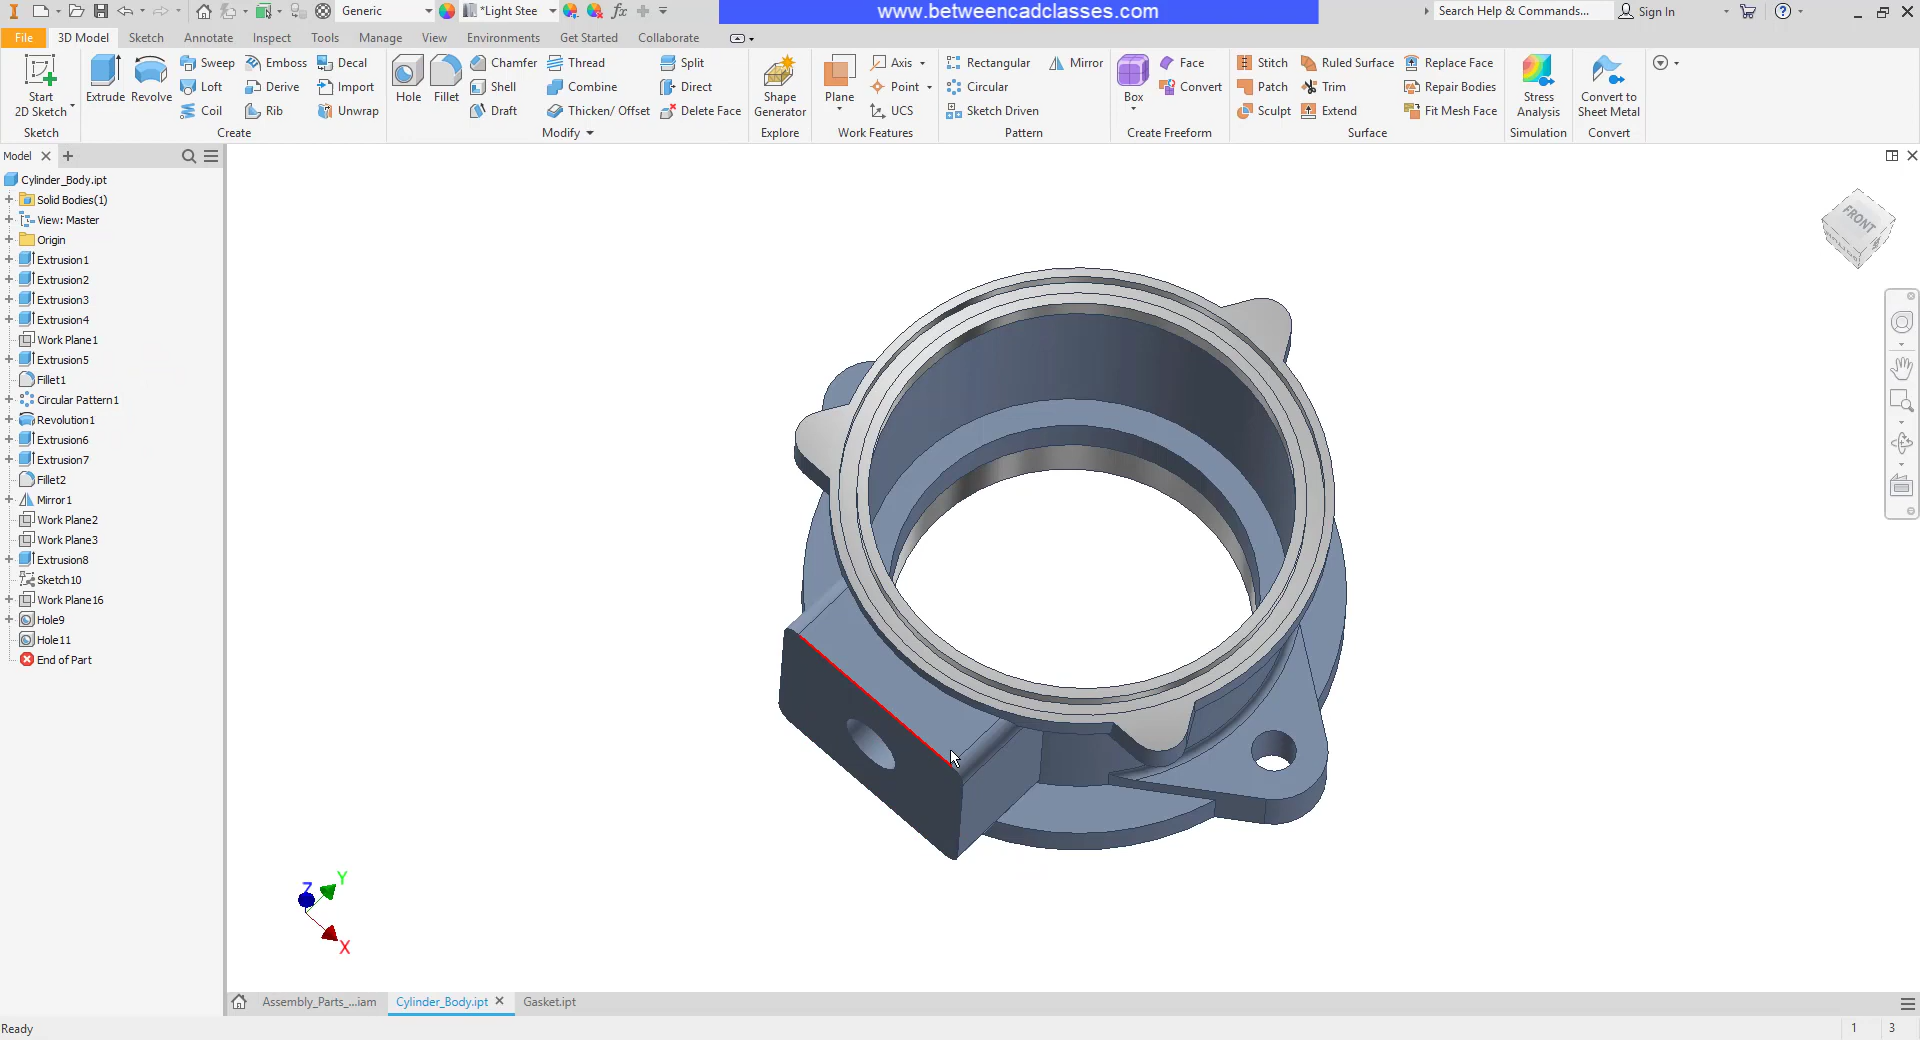 Generic *Light Stee fx www.betweencadclasses.com Search Help & Commands... Sign In
File 3D Model Sketch Annotate Inspect Tools Manage View Environments Get Started Collaborate
Start
2D Sketch
Sketch
Extrude Revolve
Sweep Emboss Decal
Loft Derive Import
Coil Rib Unwrap
Create
Hole Fillet
Chamfer Thread Split
Shell Combine Direct
Draft Thicken/ Offset Delete Face
Modify
Shape
Generator
Explore
Plane
Axis
Point
UCS
Work Features
Rectangular Mirror
Circular
Sketch Driven
Pattern
Box
Face
Convert
Create Freeform
Stitch Ruled Surface Replace Face
Patch Trim Repair Bodies
Sculpt Extend Fit Mesh Face
Surface
Stress
Analysis
Simulation
Convert to
Sheet Metal
Convert
Model
Cylinder_Body.ipt
Solid Bodies(1)
View: Master
Origin
Extrusion1
Extrusion2
Extrusion3
Extrusion4
Work Plane1
Extrusion5
Fillet1
Circular Pattern1
Revolution1
Extrusion6
Extrusion7
Fillet2
Mirror1
Work Plane2
Work Plane3
Extrusion8
Sketch10
Work Plane16
Hole9
Hole11
End of Part
FRONT
Z
Y
X
Assembly_Parts_...iam Cylinder_Body.ipt Gasket.ipt
Ready 1 3